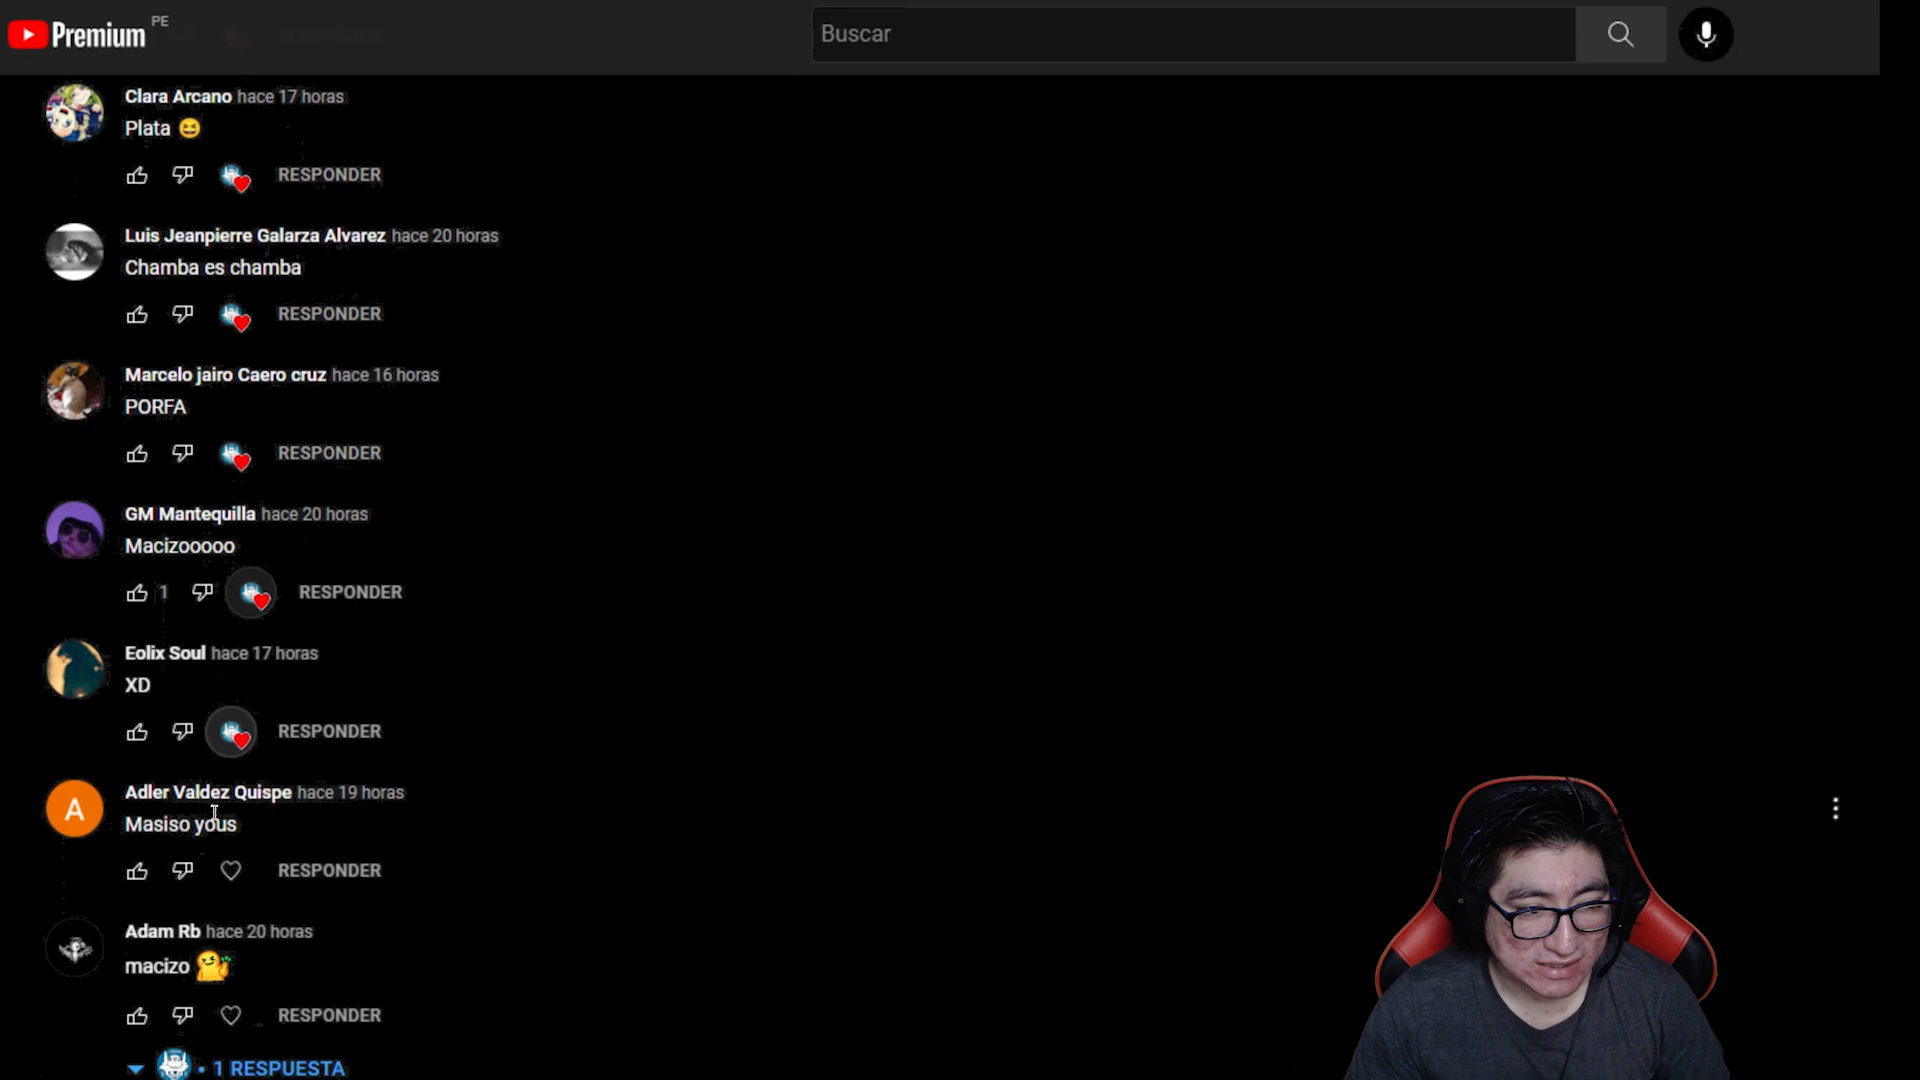 Premium PE
Buscar
Clara Arcano hace 17 horas
Plata 😆
RESPONDER
Luis Jeanpierre Galarza Alvarez hace 20 horas
Chamba es chamba
RESPONDER
Marcelo jairo Caero cruz hace 16 horas
PORFA
RESPONDER
GM Mantequilla hace 20 horas
Macizooooo
1 RESPONDER
Eolix Soul hace 17 horas
XD
RESPONDER
A
Adler Valdez Quispe hace 19 horas
Masiso yous
RESPONDER
Adam Rb hace 20 horas
macizo
RESPONDER
• 1 RESPUESTA